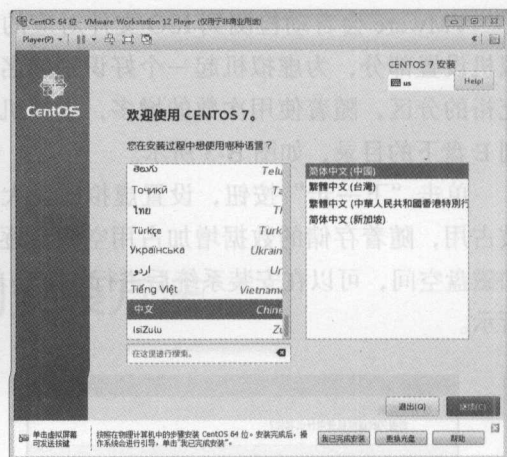 CentOS 64 位 - VMware Workstation 12 Player (仅用于非商业用途)
Player(P)
CentOS
CENTOS 7 安装
us
Help!
欢迎使用 CENTOS 7。
您在安装过程中想使用哪种语言?
తెలుగు Telu
Тоҷикӣ Ta
ไทย Th
Türkçe Turk
Українська Ukrain
اردو Ur
Tiếng Việt Vietname
中文 Chine
IsiZulu Zu
在这里进行搜索。
简体中文 (中国)
繁體中文 (台灣)
繁體中文 (中華人民共和國香港特別行
简体中文 (新加坡)
退出(Q)
继续(C)
单击虚拟屏幕
可发送按键
按照在物理计算机中的步骤安装 CentOS 64 位。安装完成后,操
作系统会进行引导,单击"我已完成安装"。
我已完成安装
更换光盘
帮助